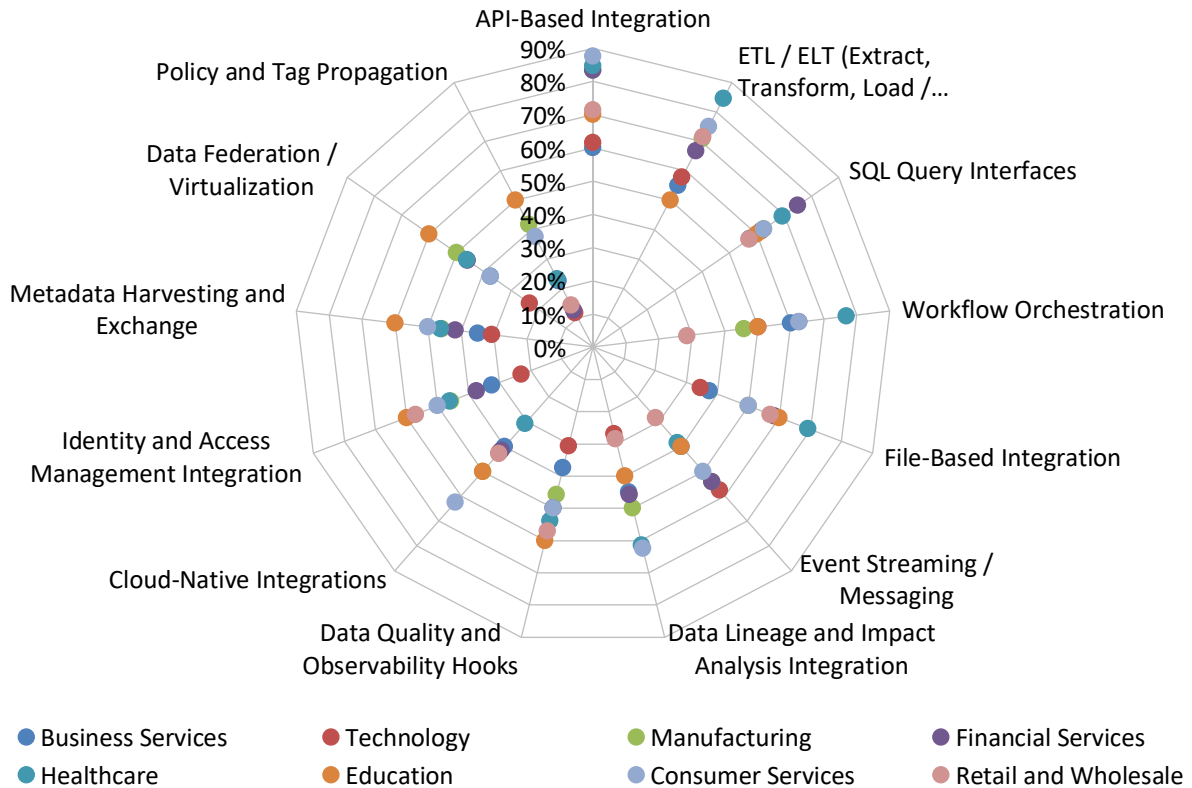 API-Based Integration
ETL / ELT (Extract,
Transform, Load /...
SQL Query Interfaces
Workflow Orchestration
File-Based Integration
Event Streaming /
Messaging
Data Lineage and Impact
Analysis Integration
Data Quality and
Observability Hooks
Cloud-Native Integrations
Identity and Access
Management Integration
Metadata Harvesting and
Exchange
Data Federation /
Virtualization
Policy and Tag Propagation
90%
80%
70%
60%
50%
40%
30%
20%
10%
0%
Business Services
Technology
Manufacturing
Financial Services
Healthcare
Education
Consumer Services
Retail and Wholesale